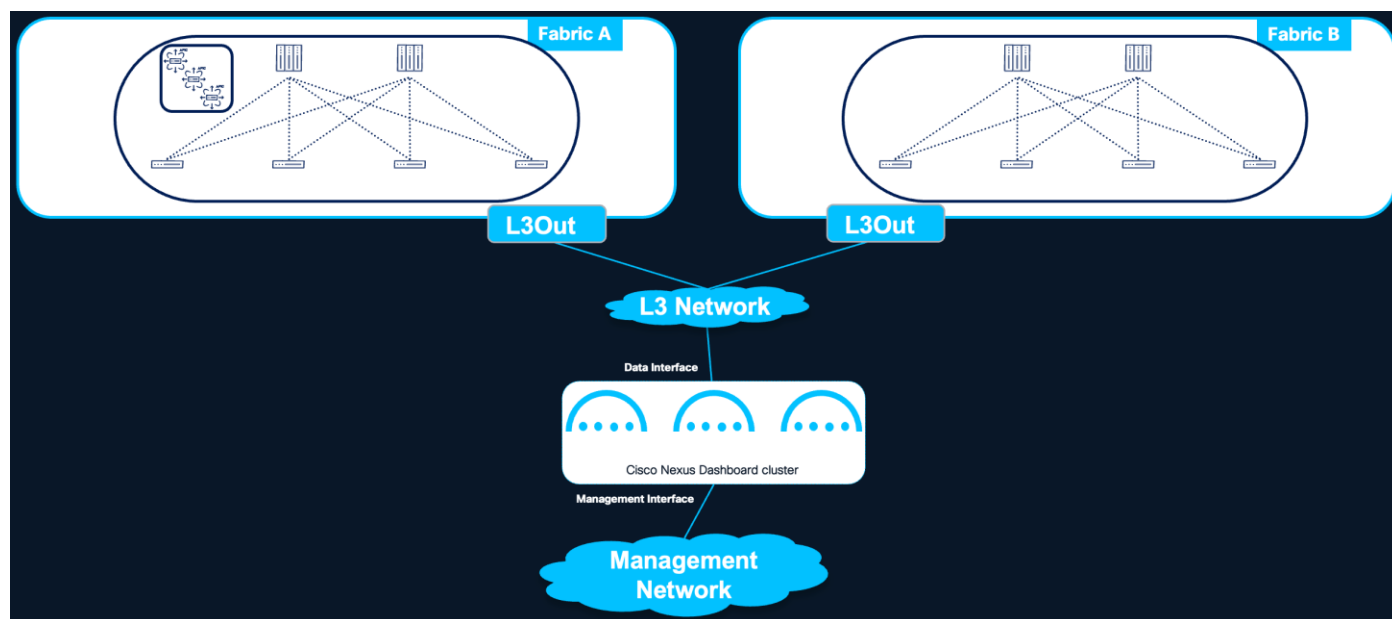 Fabric A
Fabric B
L3Out
L3Out
L3 Network
Data Interface
Cisco Nexus Dashboard cluster
Management Interface
Management
Network